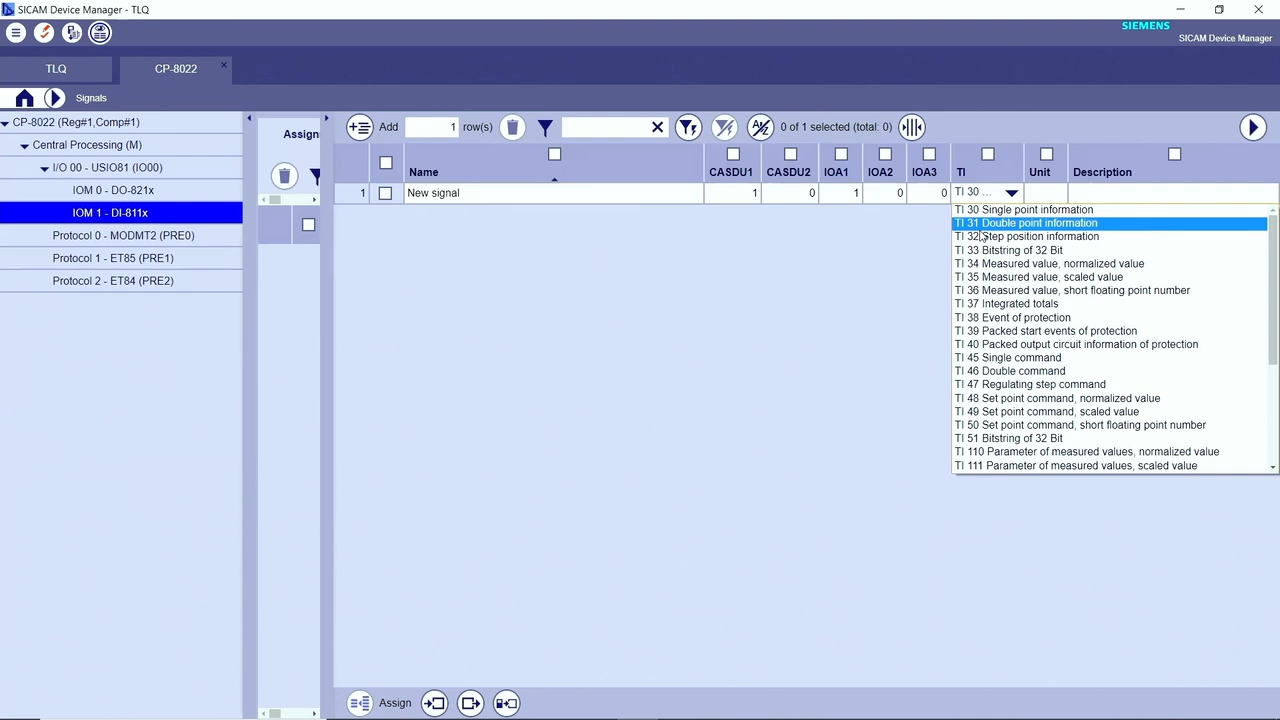 SICAM Device Manager - TLQ
SIEMENS
SICAM Device Manager
TLQ
CP-8022
Signals
CP-8022 (Reg#1,Comp#1)
Central Processing (M)
I/O 00 - USIO81 (IO00)
IOM 0 - DO-821x
IOM 1 - DI-811x
Protocol 0 - MODMT2 (PRE0)
Protocol 1 - ET85 (PRE1)
Protocol 2 - ET84 (PRE2)
Assign
Add 1 row(s) 0 of 1 selected (total: 0)
Name CASDU1 CASDU2 IOA1 IOA2 IOA3 TI Unit Description
1 New signal 1 0 1 0 0 TI 30 ...
TI 30 Single point information
TI 31 Double point information
TI 32 Step position information
TI 33 Bitstring of 32 Bit
TI 34 Measured value, normalized value
TI 35 Measured value, scaled value
TI 36 Measured value, short floating point number
TI 37 Integrated totals
TI 38 Event of protection
TI 39 Packed start events of protection
TI 40 Packed output circuit information of protection
TI 45 Single command
TI 46 Double command
TI 47 Regulating step command
TI 48 Set point command, normalized value
TI 49 Set point command, scaled value
TI 50 Set point command, short floating point number
TI 51 Bitstring of 32 Bit
TI 110 Parameter of measured values, normalized value
TI 111 Parameter of measured values, scaled value
Assign